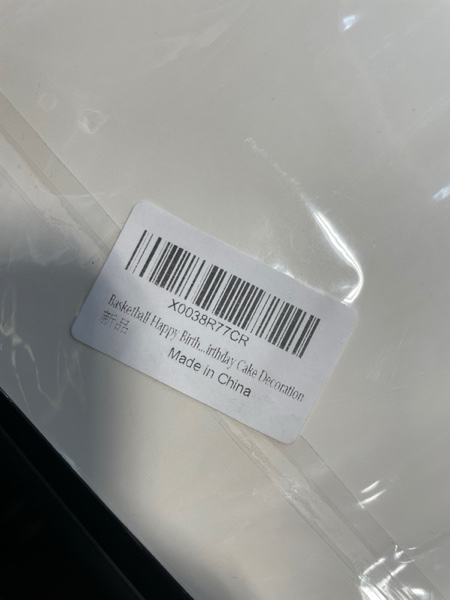 X0038R77CR
Basketball Happy Birth...irthday Cake Decoration
新品
Made in China